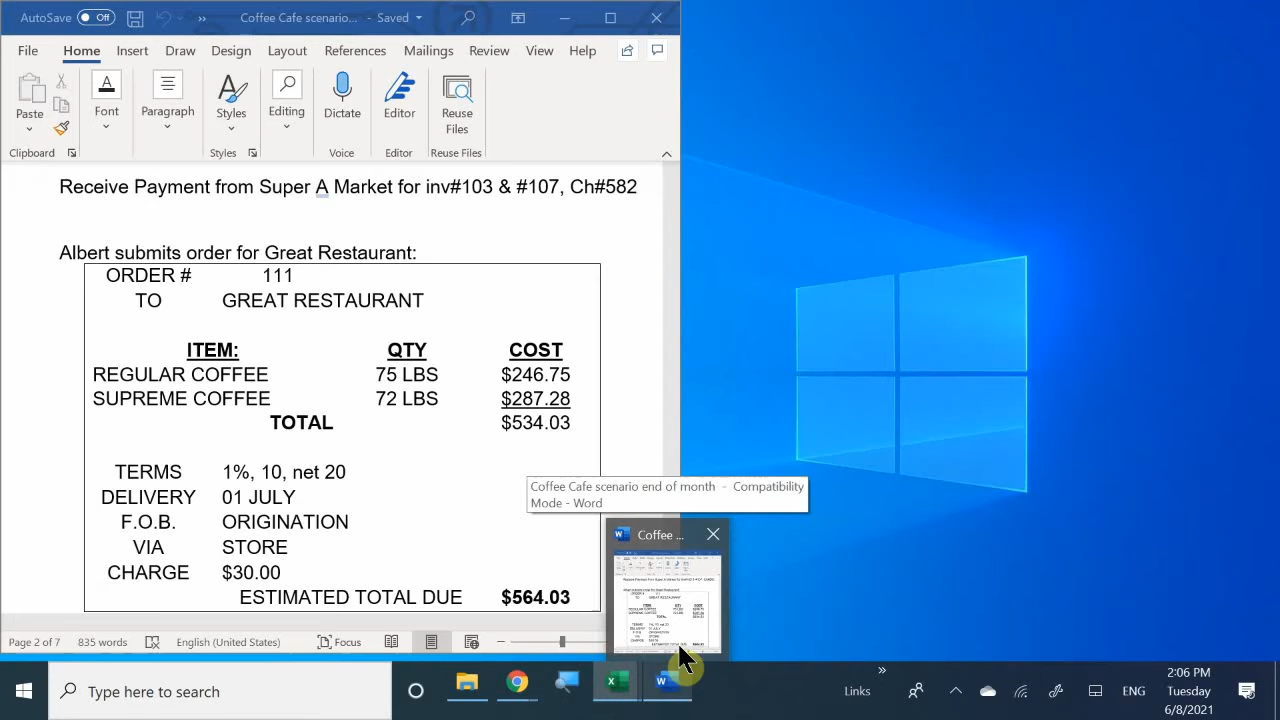 AutoSave Off Coffee Cafe scenario... - Saved
File Home Insert Draw Design Layout References Mailings Review View Help
Paste Font Paragraph Styles Editing Dictate Editor Reuse Files
Clipboard Styles Voice Editor Reuse Files
Receive Payment from Super A Market for inv#103 & #107, Ch#582
Albert submits order for Great Restaurant:
ORDER # 111
TO GREAT RESTAURANT
ITEM: QTY COST
REGULAR COFFEE 75 LBS $246.75
SUPREME COFFEE 72 LBS $287.28
TOTAL $534.03
TERMS 1%, 10, net 20
DELIVERY 01 JULY
F.O.B. ORIGINATION
VIA STORE
CHARGE $30.00
ESTIMATED TOTAL DUE $564.03
Coffee Cafe scenario end of month - Compatibility
Mode - Word
Coffee ...
835 English (United States) Focus
Type here to search
Links
ENG
2:06 PM
Tuesday
6/8/2021